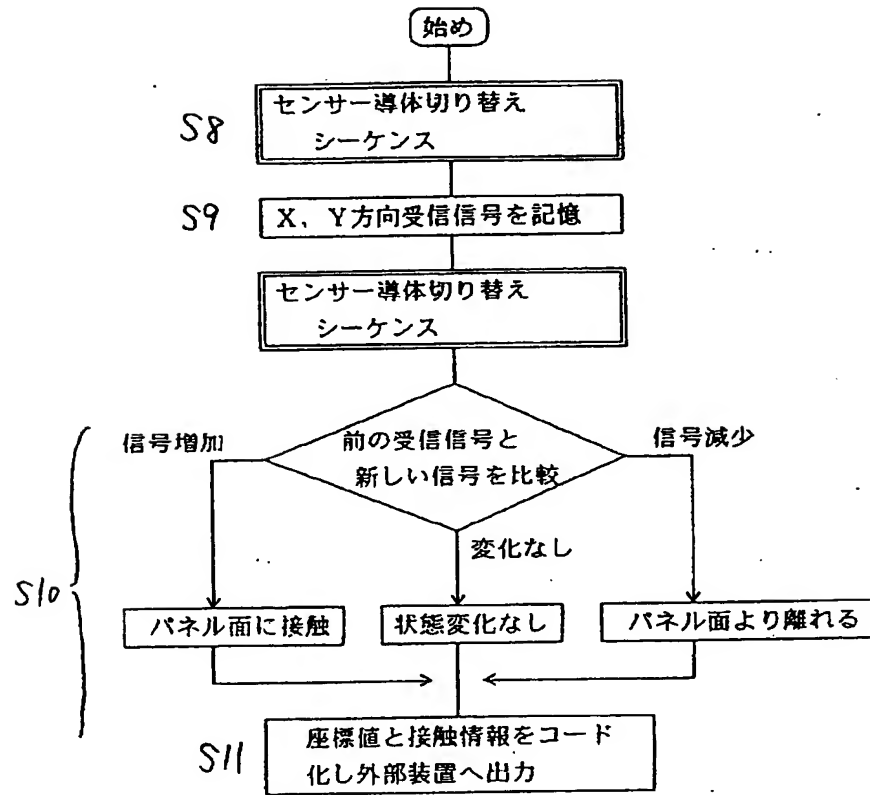 始め
センサー導体切り替え
シーケンス
S8
S9
X, Y方向受信信号を記憶
センサー導体切り替え
シーケンス
信号増加
前の受信信号と
新しい信号を比較
信号減少
変化なし
S10
パネル面に接触
状態変化なし
パネル面より離れる
S11
座標値と接触情報をコード
化し外部装置へ出力